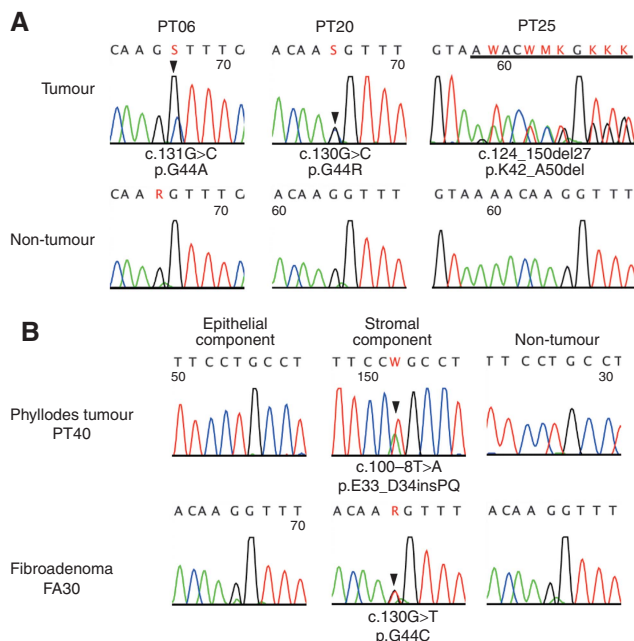 A
PT06 PT20 PT25
C A A G S T T T G A C A A S G T T T G T A A W A C W M K G K K K
70 70 60
Tumour
c.131G>C c.130G>C c.124_150del27
p.G44A p.G44R p.K42_A50del
C A A R G T T T G A C A A G G T T T G T A A A A C A A G G T T T
70 60 60
Non-tumour
B
Epithelial component Stromal component Non-tumour
T T C C T G C C T T T C C W G C C T T T C C T G C C T
50 150 30
Phyllodes tumour PT40
c.100–8T>A
p.E33_D34insPQ
A C A A G G T T T A C A A R G T T T A C A A G G T T T
70
Fibroadenoma FA30
c.130G>T
p.G44C